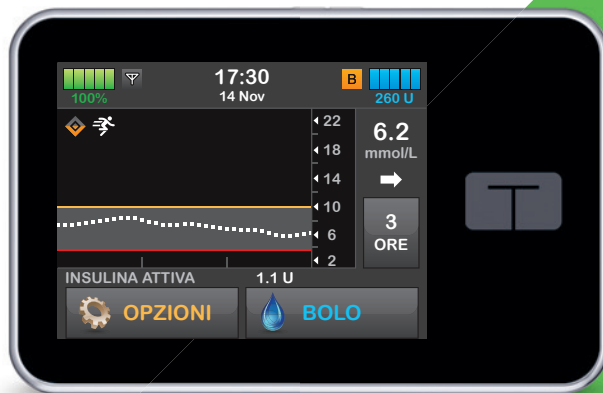 17:30
B
100%
14 Nov
260 U
22
18
14
10
6
2
6.2
mmol/L
3
ORE
INSULINA ATTIVA 1.1 U
OPZIONI
BOLO